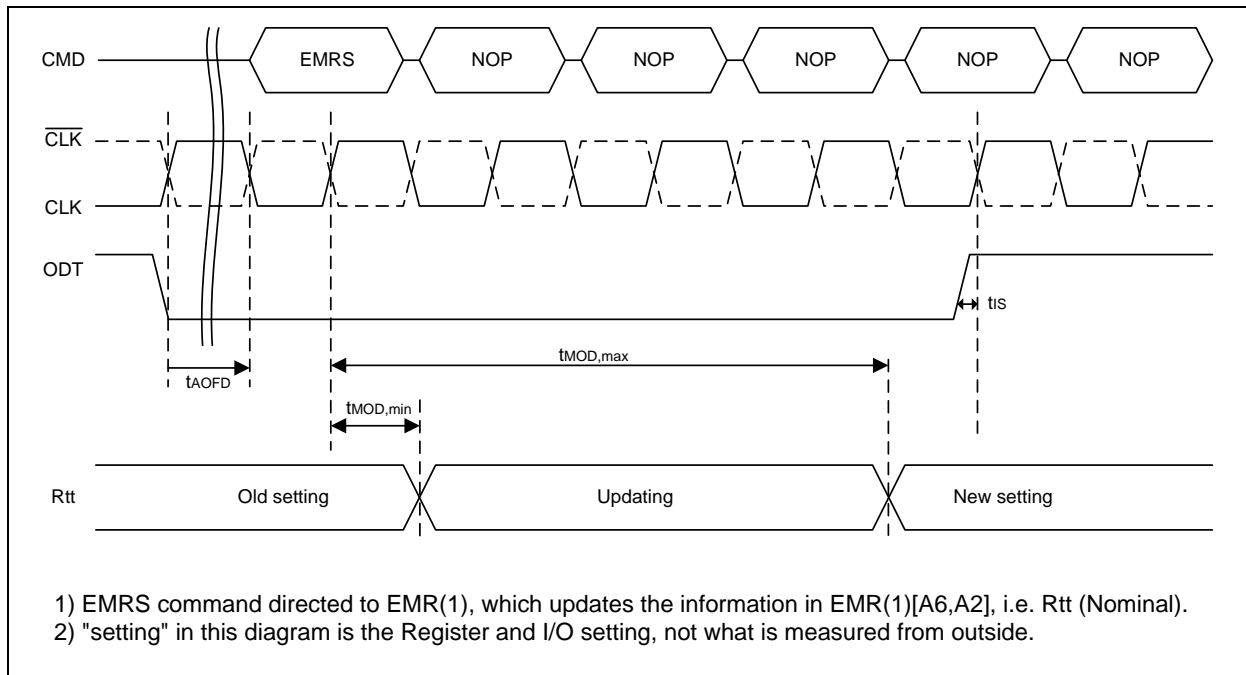 CMD EMRS NOP NOP NOP NOP NOP
CLK
CLK
ODT
tIS
tMOD,max
tAOFD
tMOD,min
Rtt Old setting Updating New setting
1) EMRS command directed to EMR(1), which updates the information in EMR(1)[A6,A2], i.e. Rtt (Nominal).
2) "setting" in this diagram is the Register and I/O setting, not what is measured from outside.